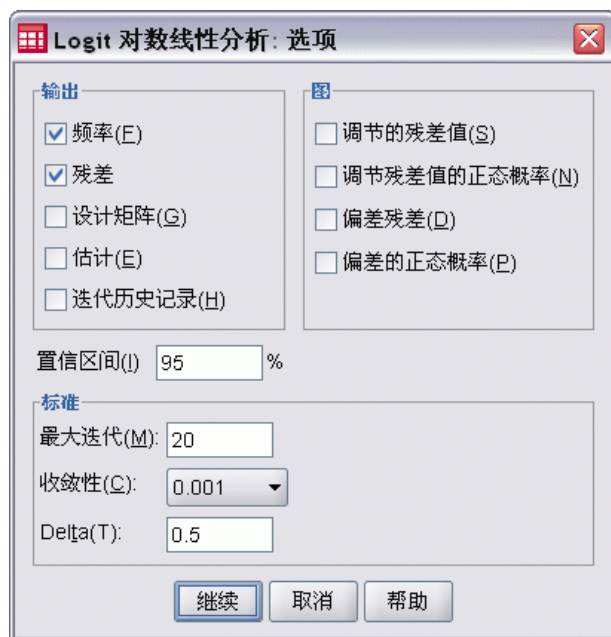 Logit 对数线性分析: 选项
输出
频率(F)
残差
设计矩阵(G)
估计(E)
迭代历史记录(H)
图
调节的残差值(S)
调节残差值的正态概率(N)
偏差残差(D)
偏差的正态概率(P)
置信区间(I) 95 %
标准
最大迭代(M): 20
收敛性(C): 0.001
Delta(T): 0.5
继续 取消 帮助